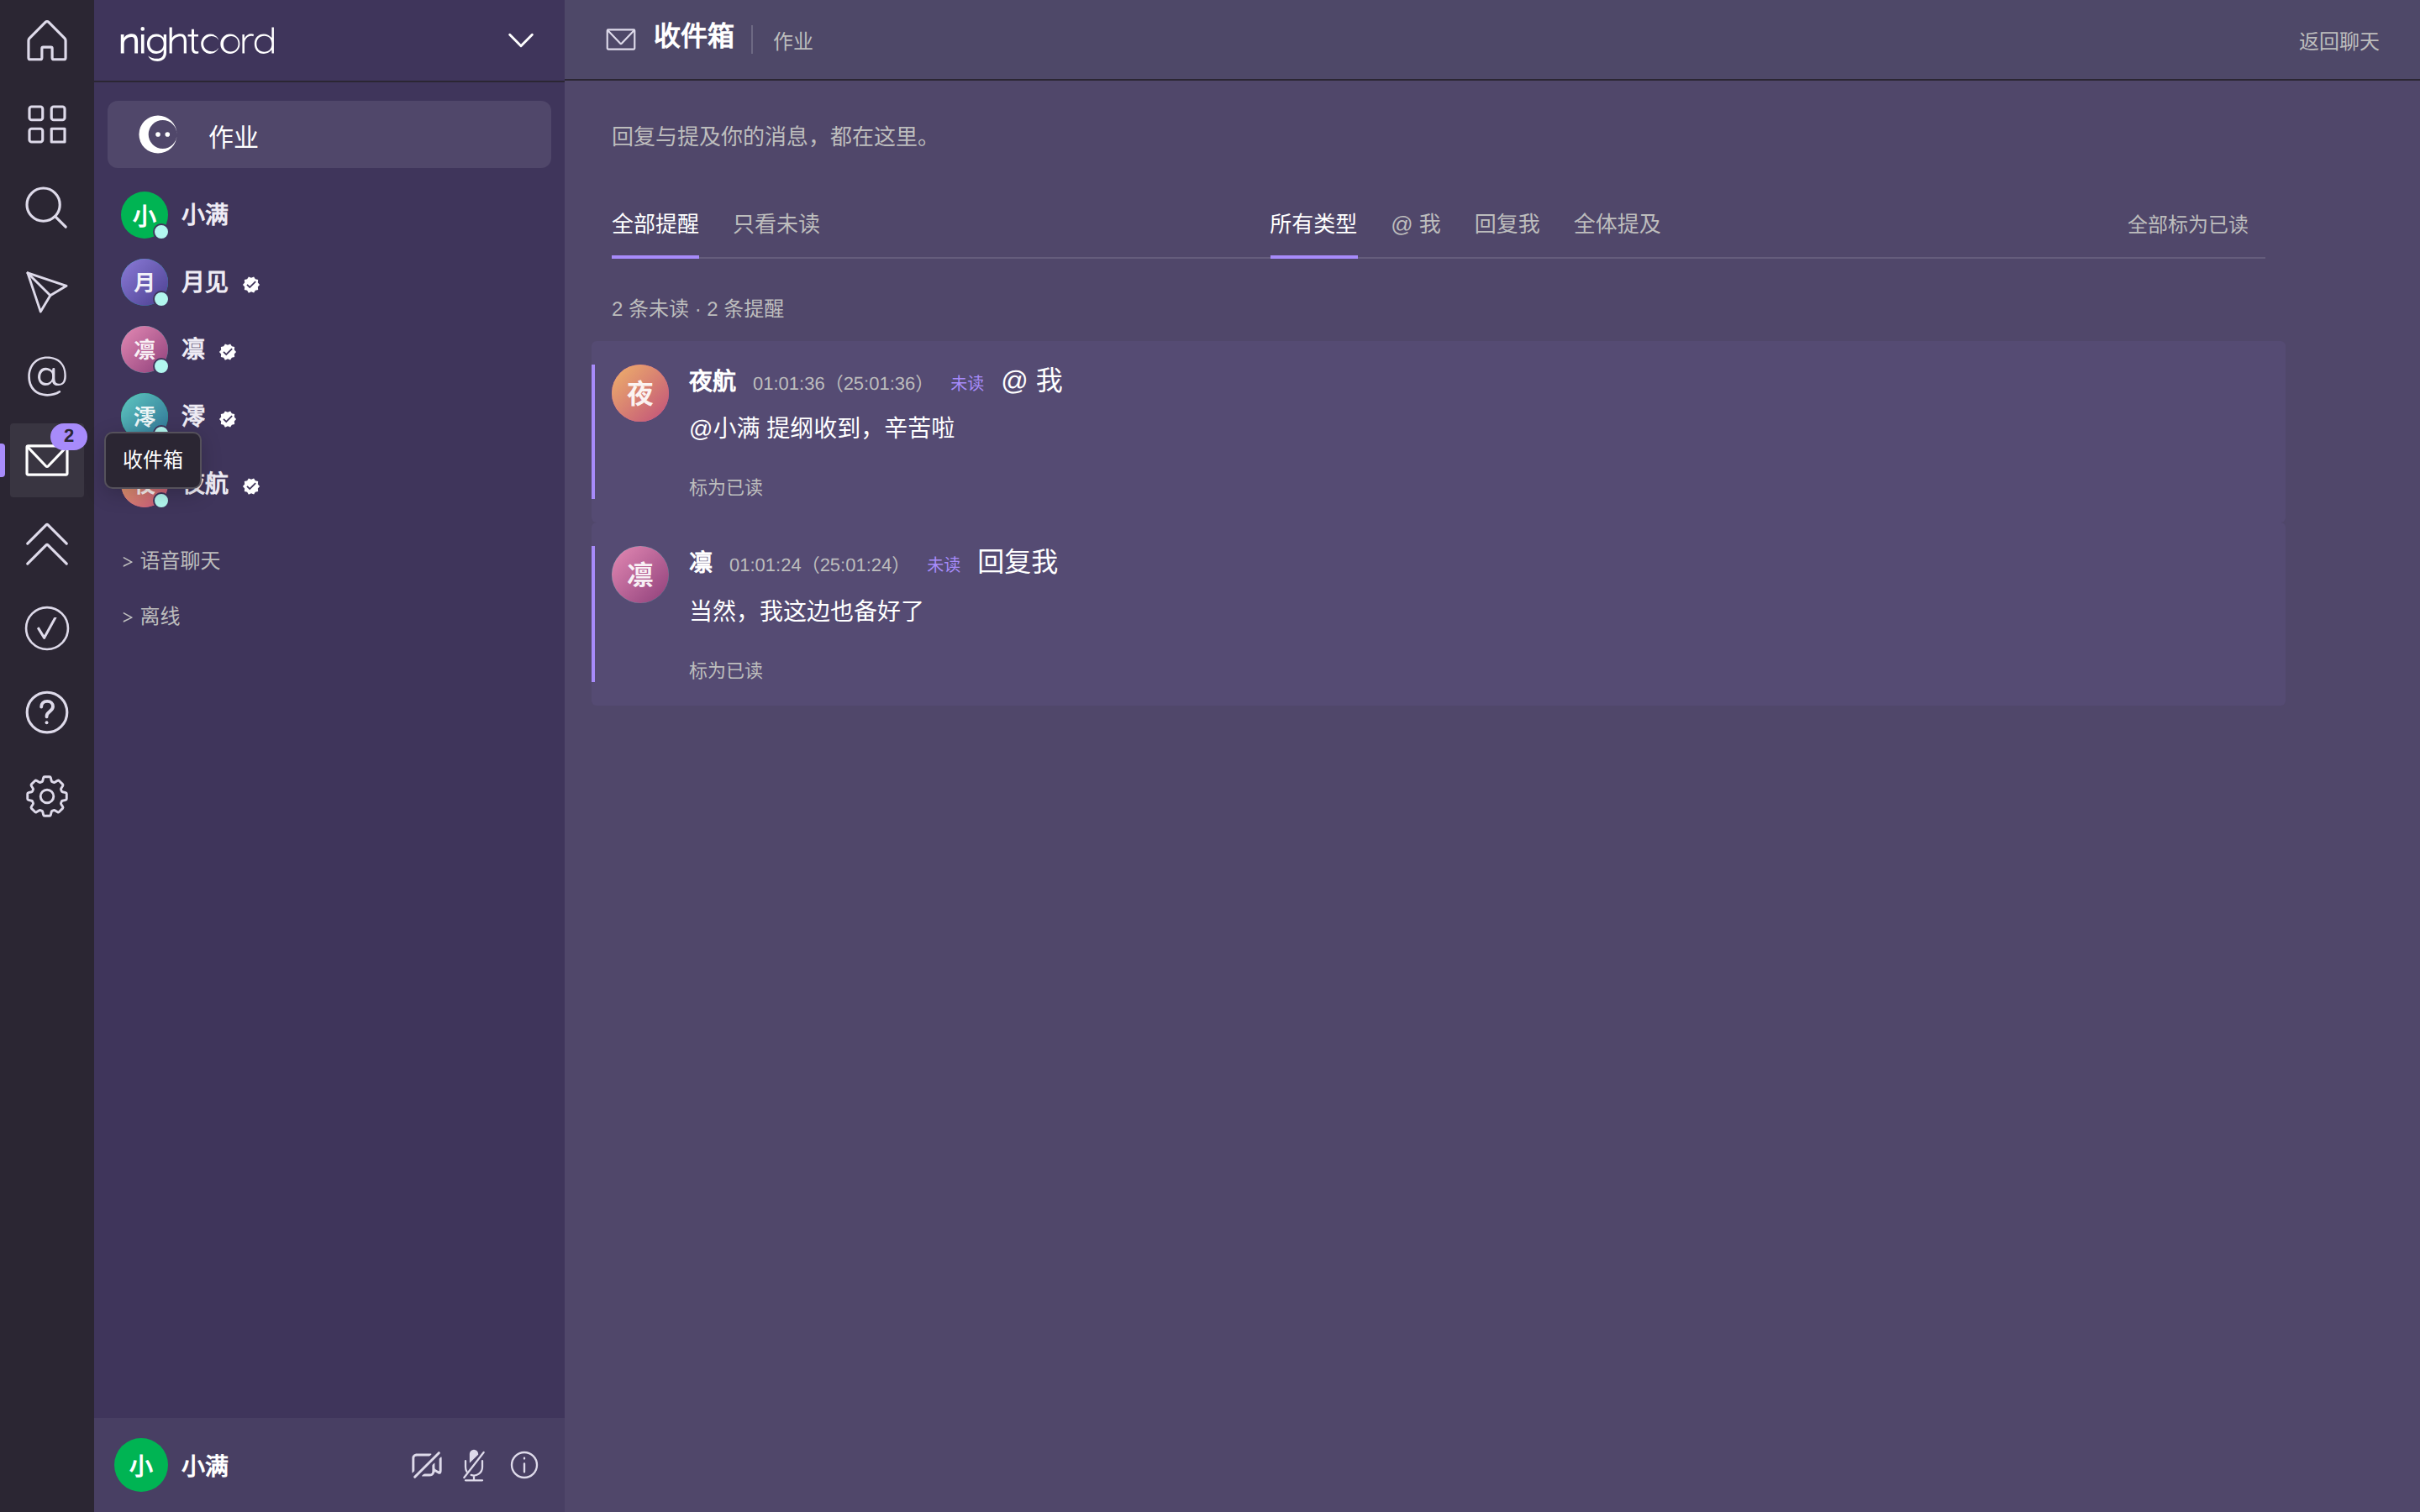 nightcord
作业
小 小满
月 月见
凛 凛
澪 澪
2
收件箱
夜航
> 语音聊天
> 离线
小 小满
收件箱 作业 返回聊天
回复与提及你的消息，都在这里。
全部提醒 只看未读 所有类型 @ 我 回复我 全体提及 全部标为已读
2 条未读 · 2 条提醒
夜 夜航 01:01:36（25:01:36） 未读 @ 我
@小满 提纲收到，辛苦啦
标为已读
凛 凛 01:01:24（25:01:24） 未读 回复我
当然，我这边也备好了
标为已读